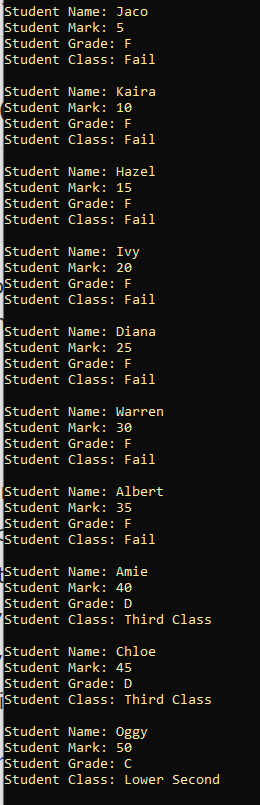 Student Name: Jaco
Student Mark: 5
Student Grade: F
Student Class: Fail
Student Name: Kaira
Student Mark: 10
Student Grade: F
Student Class: Fail
Student Name: Hazel
Student Mark: 15
Student Grade: F
Student Class: Fail
Student Name: Ivy
Student Mark: 20
Student Grade: F
Student Class: Fail
Student Name: Diana
Student Mark: 25
Student Grade: F
Student Class: Fail
Student Name: Warren
Student Mark: 30
Student Grade: F
Student Class: Fail
Student Name: Albert
Student Mark: 35
Student Grade: F
Student Class: Fail
Student Name: Amie
Student Mark: 40
Student Grade: D
Student Class: Third Class
Student Name: Chloe
Student Mark: 45
Student Grade: D
Student Class: Third Class
Student Name: Oggy
Student Mark: 50
Student Grade: C
Student Class: Lower Second